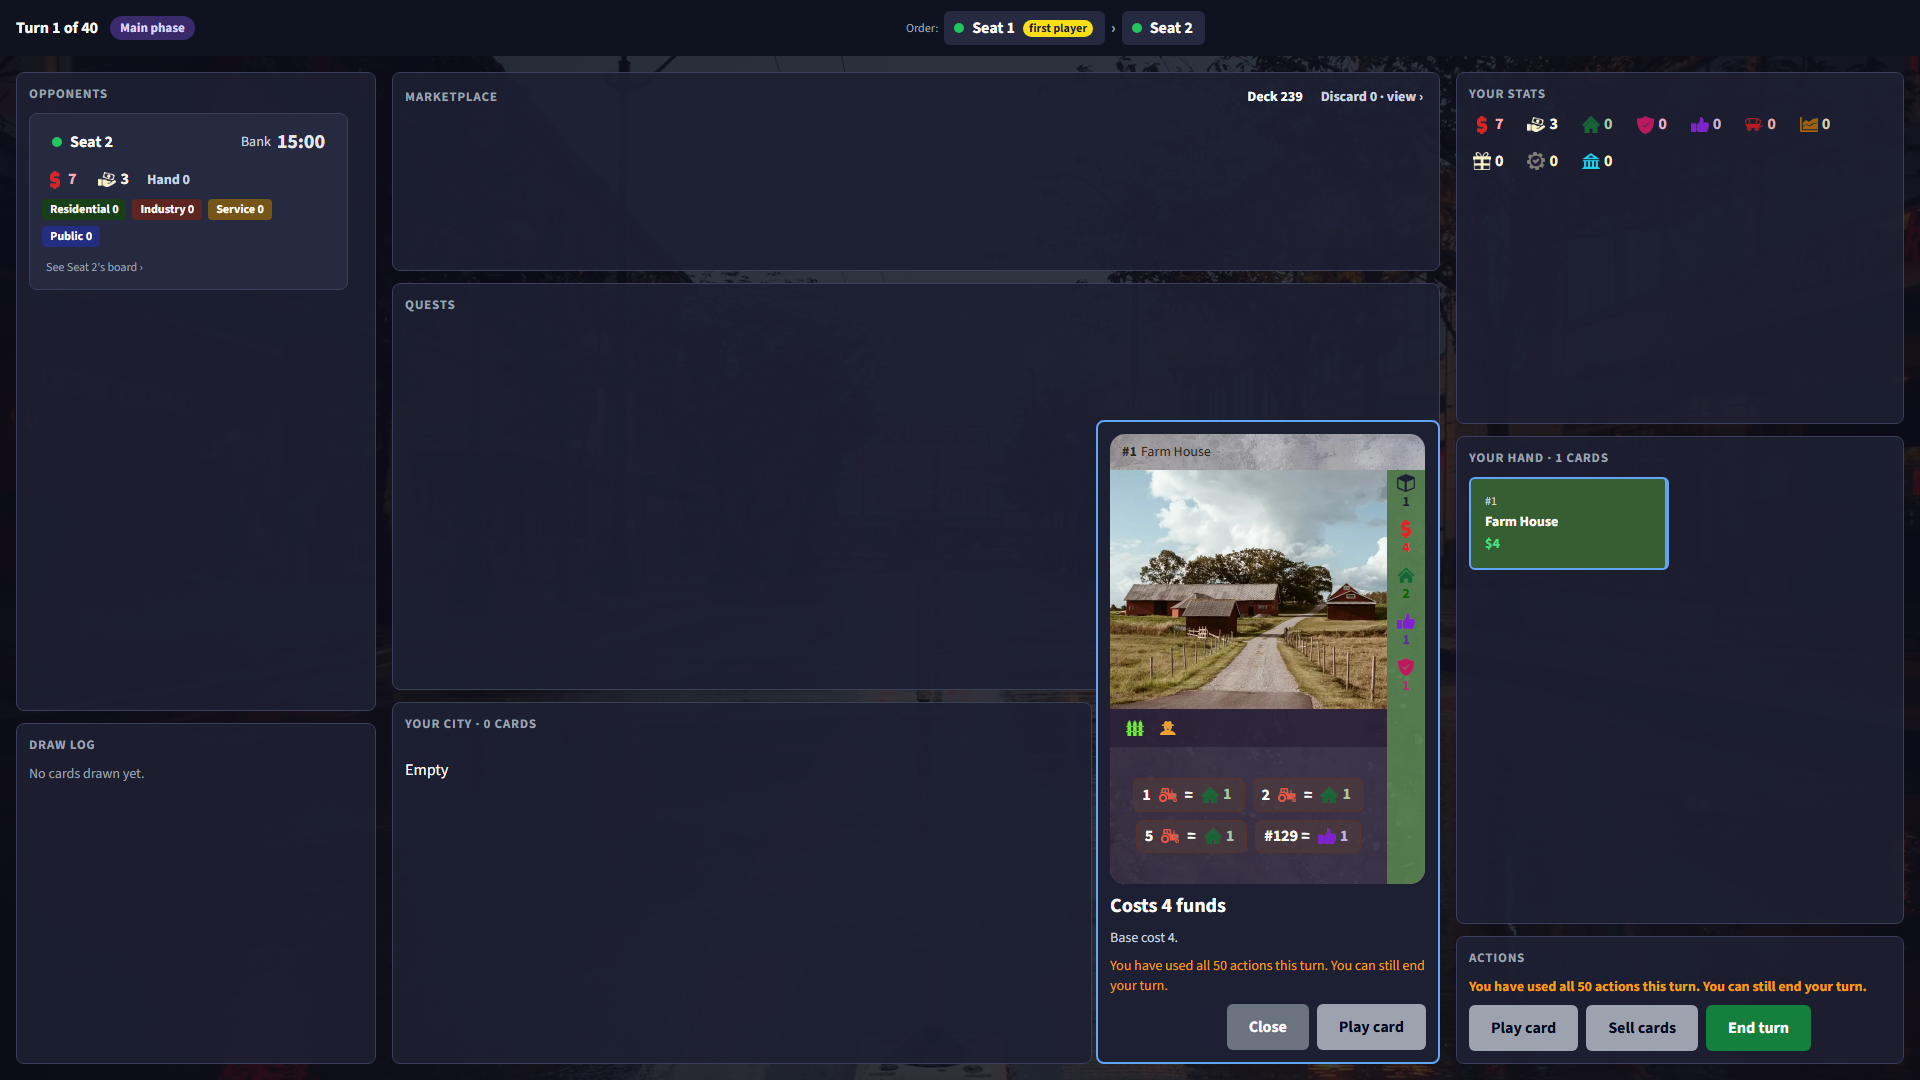 Turn 1 of 40 Main phase
Order: Seat 1 first player › Seat 2
OPPONENTS
Seat 2 Bank 15:00
7 3 Hand 0
Residential 0 Industry 0 Service 0
Public 0
See Seat 2's board ›
DRAW LOG
No cards drawn yet.
MARKETPLACE Deck 239 Discard 0 · view ›
QUESTS
YOUR CITY · 0 CARDS
Empty
#1 Farm House
1
4
2
1
1
1 = 1 2 = 1
5 = 1 #129 = 1
Costs 4 funds
Base cost 4.
You have used all 50 actions this turn. You can still end
your turn.
Close Play card
YOUR STATS
7 3 0 0 0 0 0
0 0 0
YOUR HAND · 1 CARDS
#1
Farm House
$4
ACTIONS
You have used all 50 actions this turn. You can still end your turn.
Play card Sell cards End turn